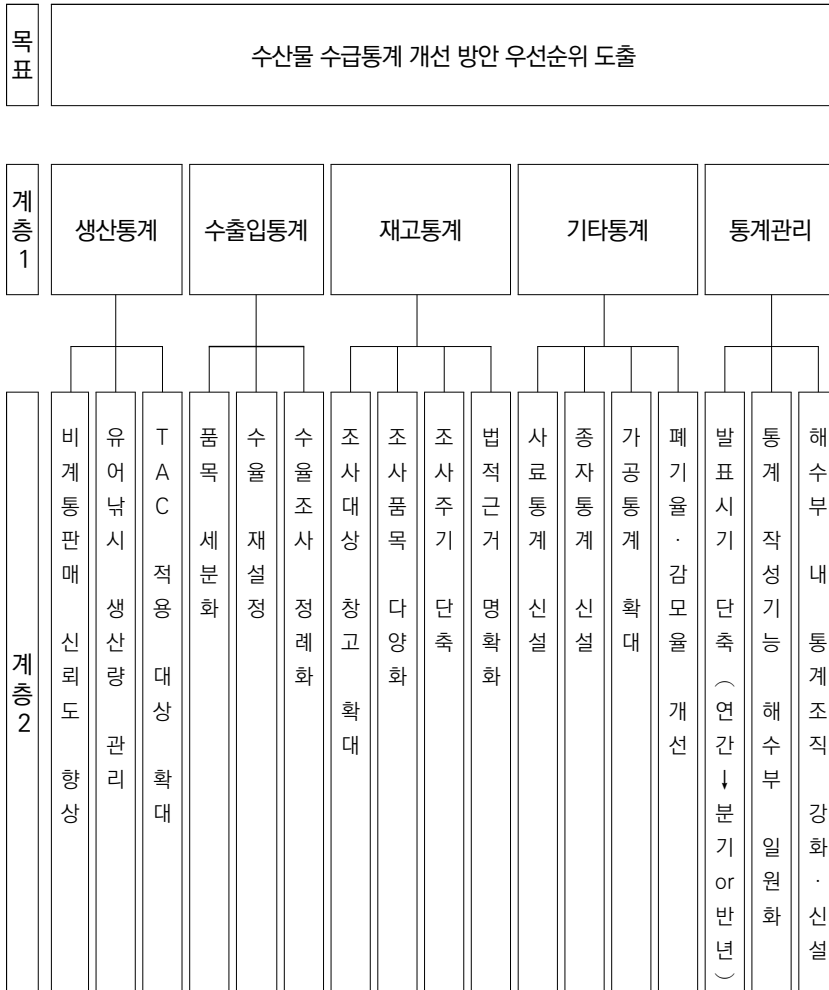 목표
수산물 수급통계 개선 방안 우선순위 도출
계층1
생산통계
수출입통계
재고통계
기타통계
통계관리
계층2
비계통판매 신뢰도 향상
유어낚시 생산량 관리
TAC 적용 대상 확대
품목 세분화
수율 재설정
수율조사 정례화
조사대상 창고 확대
조사품목 다양화
조사주기 단축
법적근거 명확화
사료통계 신설
종자통계 신설
가공통계 확대
폐기율·감모율 개선
발표시기 단축(연간→분기or반년)
통계 작성기능 해수부 일원화
해수부 내 통계조직 강화·신설